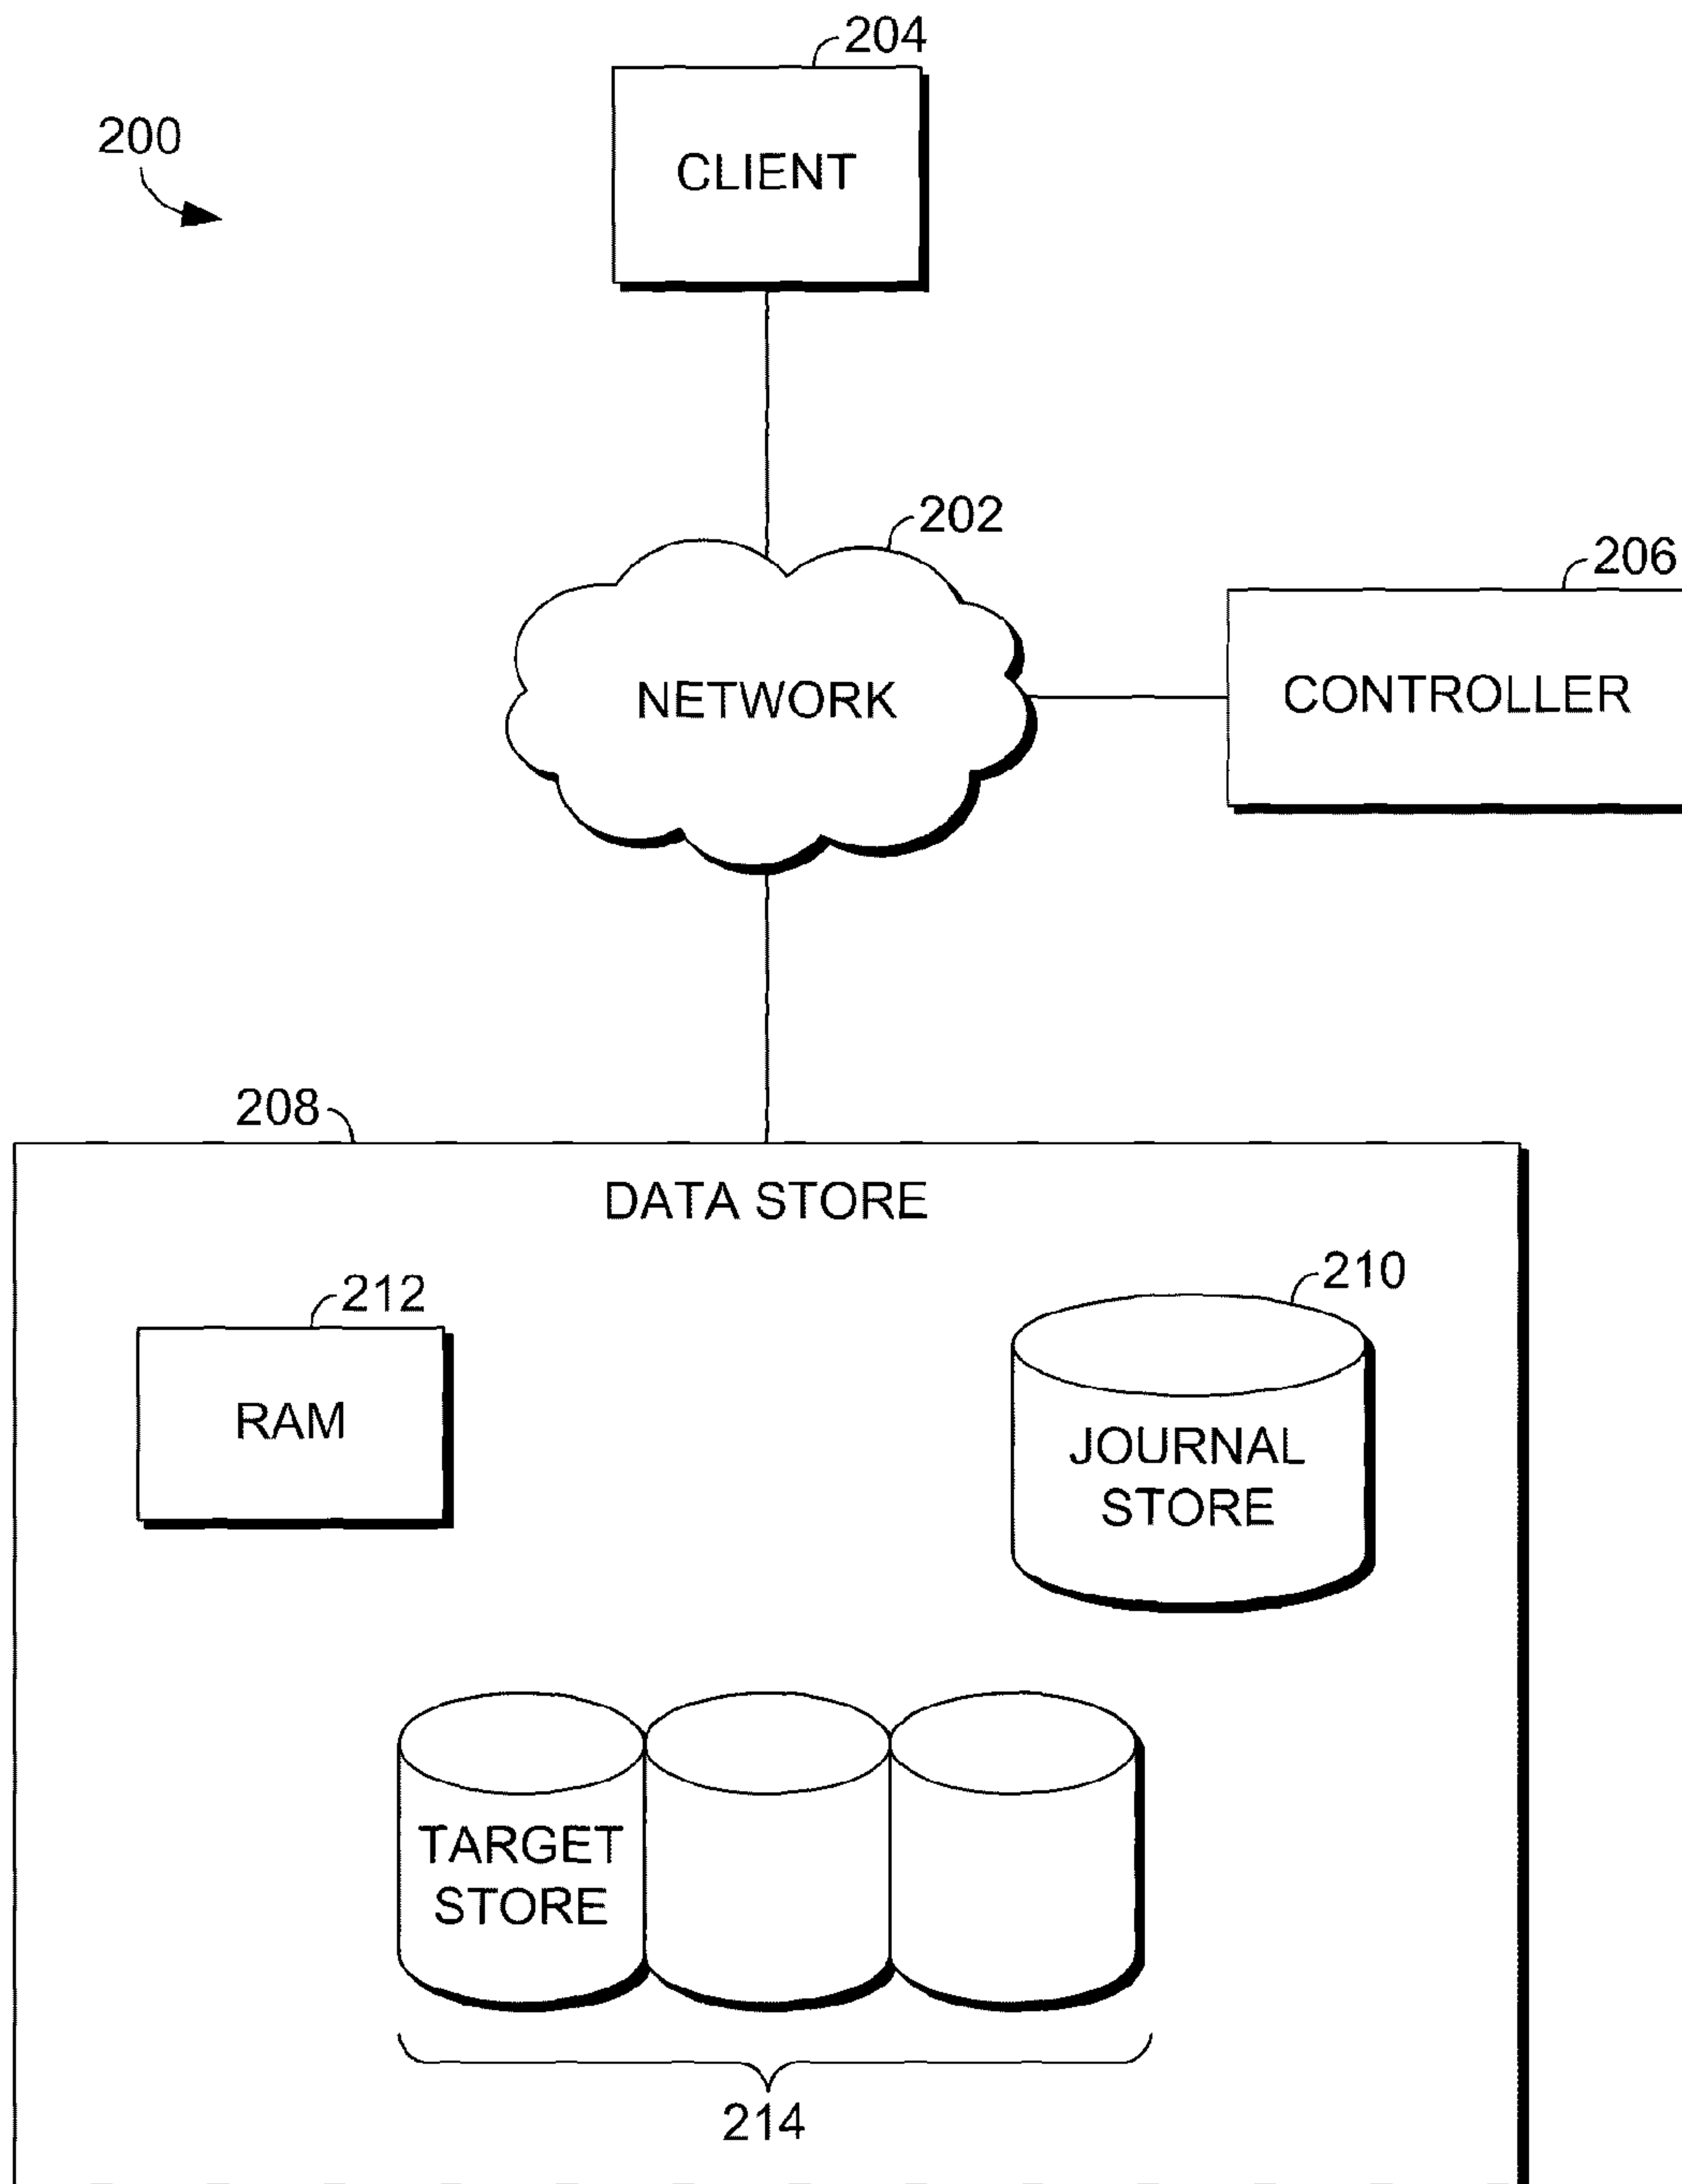 204
200
CLIENT
202
206
NETWORK
CONTROLLER
208
DATA STORE
212
210
RAM
JOURNAL
STORE
TARGET
STORE
214